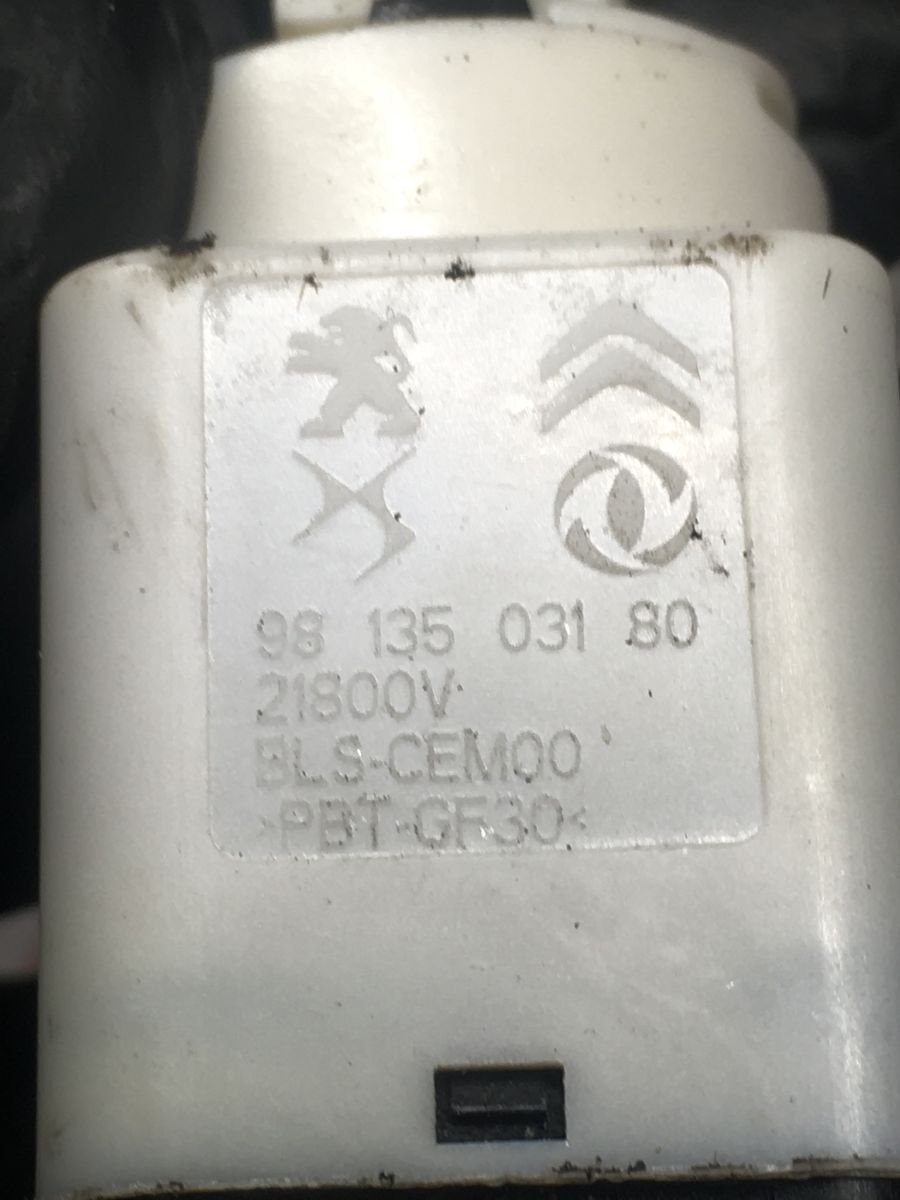 98 135 031 80
21800V
BLS-CEM00
>PBT-GF30<